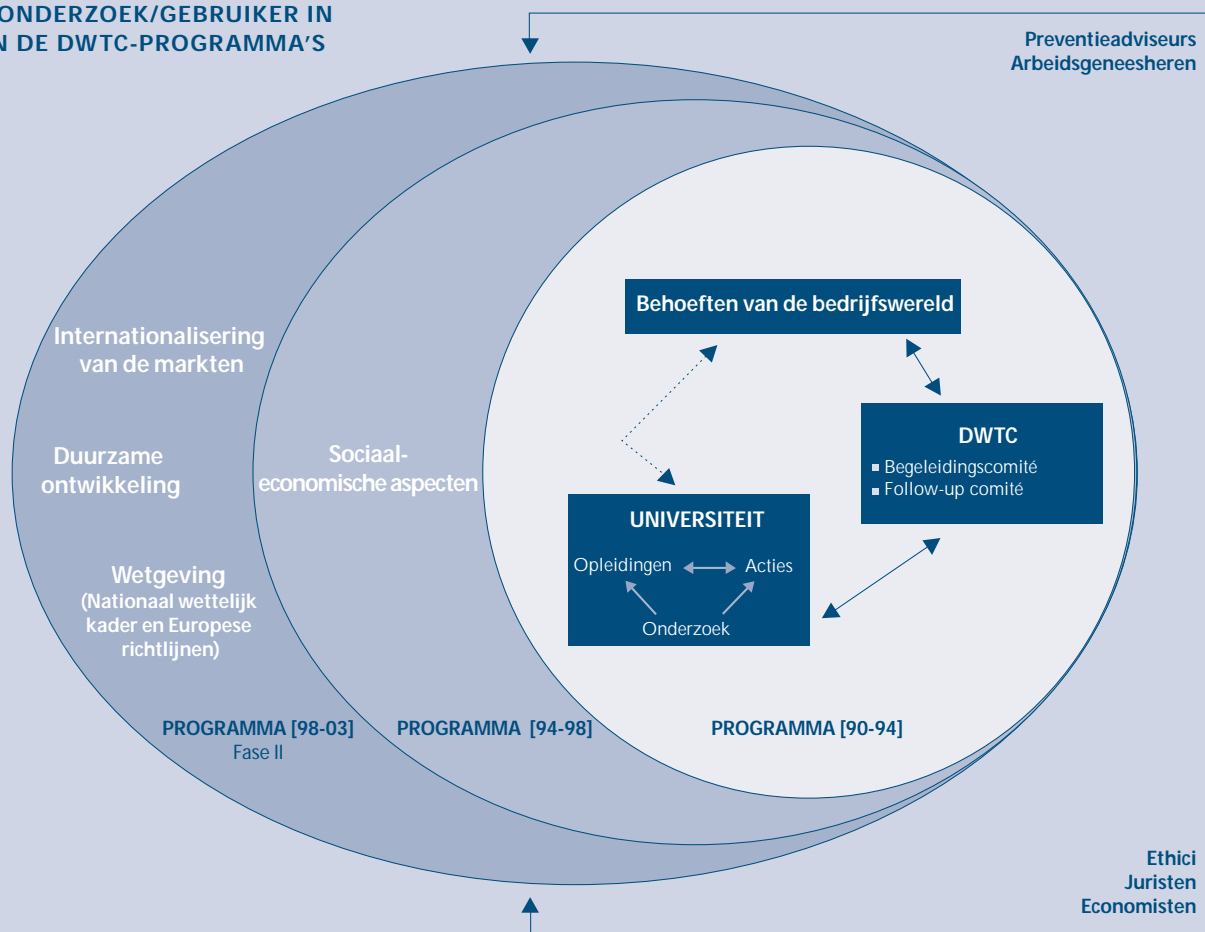 ONDERZOEK/GEBRUIKER IN
DE DWTC-PROGRAMMA'S
Preventieadviseurs
Arbeidsgeneesheren
Behoeften van de bedrijfswereld
Internationalisering
van de markten
Duurzame
ontwikkeling
Wetgeving
(Nationaal wettelijk
kader en Europese
richtlijnen)
Sociaal-
economische aspecten
DWTC
■ Begeleidingscomité
■ Follow-up comité
UNIVERSITEIT
Opleidingen
Acties
Onderzoek
PROGRAMMA [98-03]
Fase II
PROGRAMMA [94-98]
PROGRAMMA [90-94]
Ethici
Juristen
Economisten